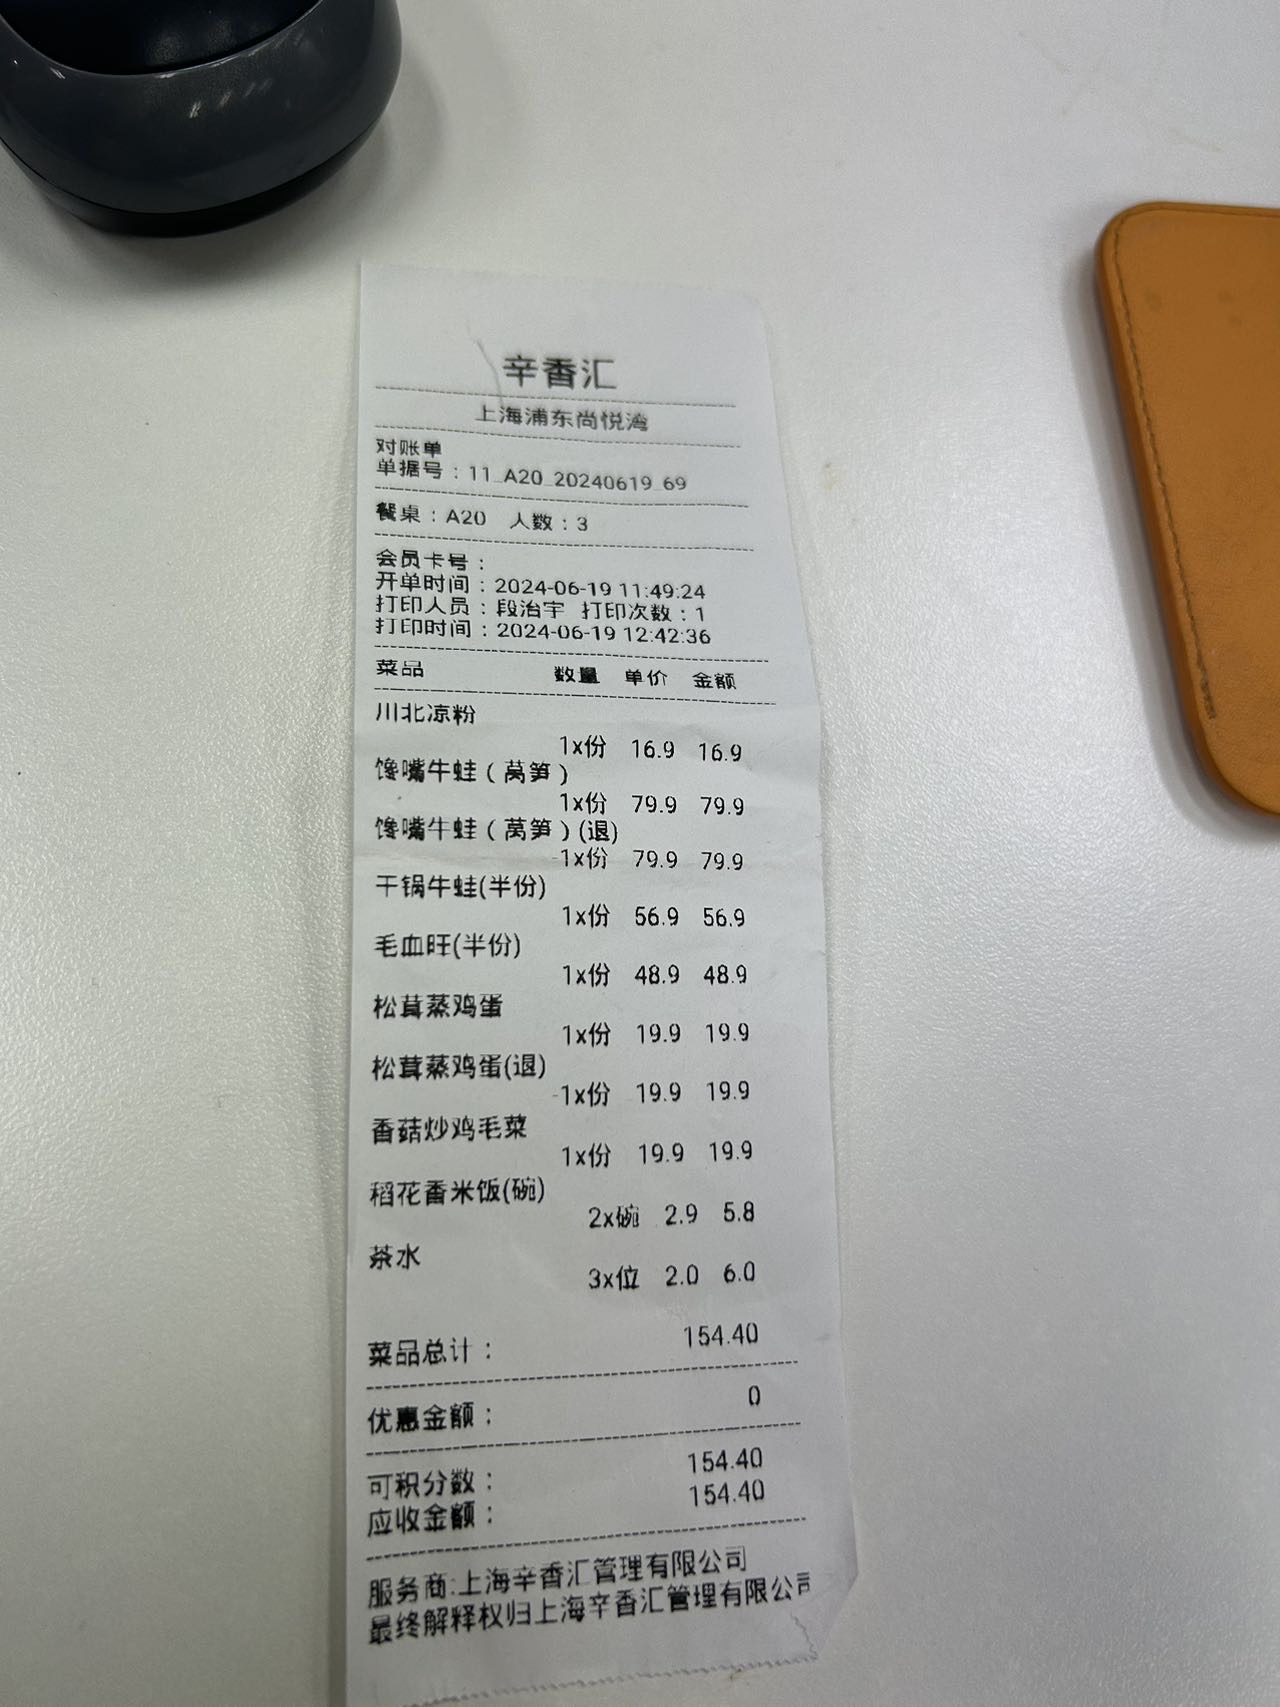 辛香汇
上海浦东尚悦湾
对账单
单据号：11_A20_20240619_69
餐桌：A20 人数：3
会员卡号：
开单时间：2024-06-19 11:49:24
打印人员：段治宇 打印次数：1
打印时间：2024-06-19 12:42:36
菜品 数量 单价 金额
川北凉粉
1x份 16.9 16.9
馋嘴牛蛙（莴笋）
1x份 79.9 79.9
馋嘴牛蛙（莴笋）(退)
-1x份 79.9 79.9
干锅牛蛙(半份)
1x份 56.9 56.9
毛血旺(半份)
1x份 48.9 48.9
松茸蒸鸡蛋
1x份 19.9 19.9
松茸蒸鸡蛋(退)
-1x份 19.9 19.9
香菇炒鸡毛菜
1x份 19.9 19.9
稻花香米饭(碗)
2x碗 2.9 5.8
茶水
3x位 2.0 6.0
菜品总计： 154.40
优惠金额： 0
可积分数： 154.40
应收金额： 154.40
服务商:上海辛香汇管理有限公司
最终解释权归上海辛香汇管理有限公司